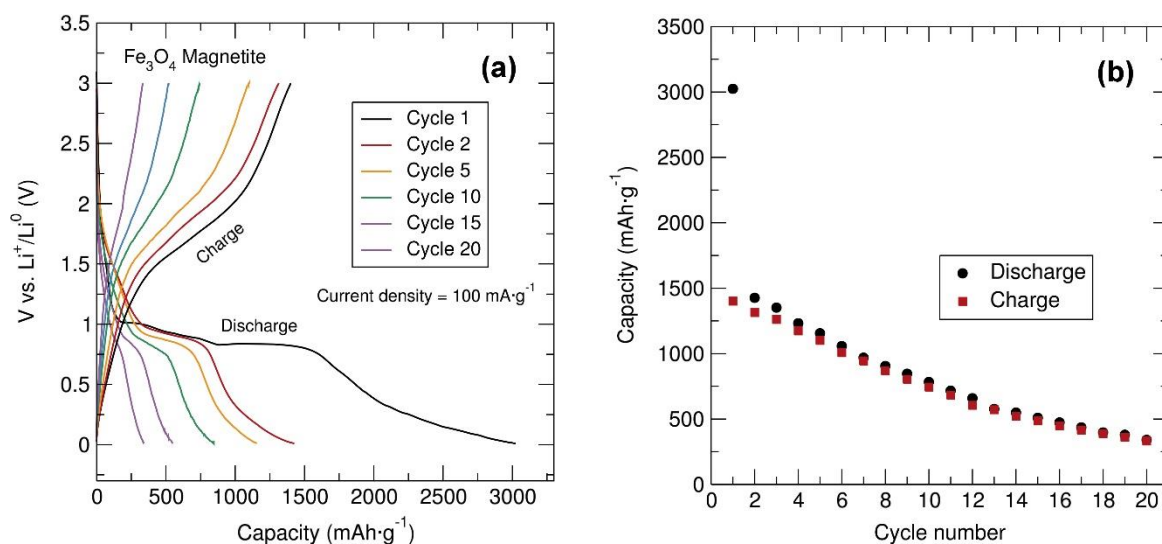 (a)
Fe₃O₄ Magnetite
Cycle 1
Cycle 2
Cycle 5
Cycle 10
Cycle 15
Cycle 20
Charge
Current density = 100 mA·g⁻¹
Discharge
V vs. Li⁺/Li⁰ (V)
3.5
3
2.5
2
1.5
1
0.5
0
0 500 1000 1500 2000 2500 3000
Capacity (mAh·g⁻¹)
(b)
Discharge
Charge
Capacity (mAh·g⁻¹)
3500
3000
2500
2000
1500
1000
500
0
0 2 4 6 8 10 12 14 16 18 20
Cycle number